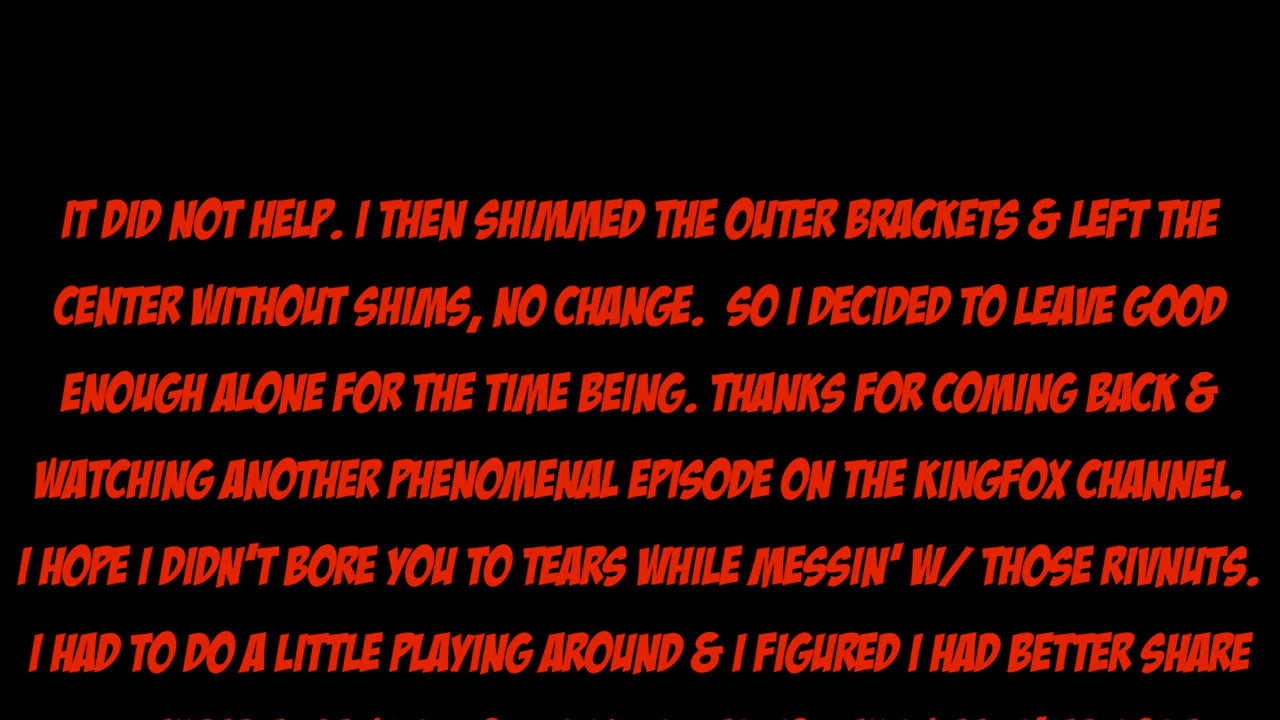 IT DID NOT HELP. I THEN SHIMMED THE OUTER BRACKETS & LEFT THE
CENTER WITHOUT SHIMS, NO CHANGE.  SO I DECIDED TO LEAVE GOOD
ENOUGH ALONE FOR THE TIME BEING. THANKS FOR COMING BACK &
WATCHING ANOTHER PHENOMENAL EPISODE ON THE KINGFOX CHANNEL.
I HOPE I DIDN'T BORE YOU TO TEARS WHILE MESSIN' W/ THOSE RIVNUTS.
I HAD TO DO A LITTLE PLAYING AROUND & I FIGURED I HAD BETTER SHARE